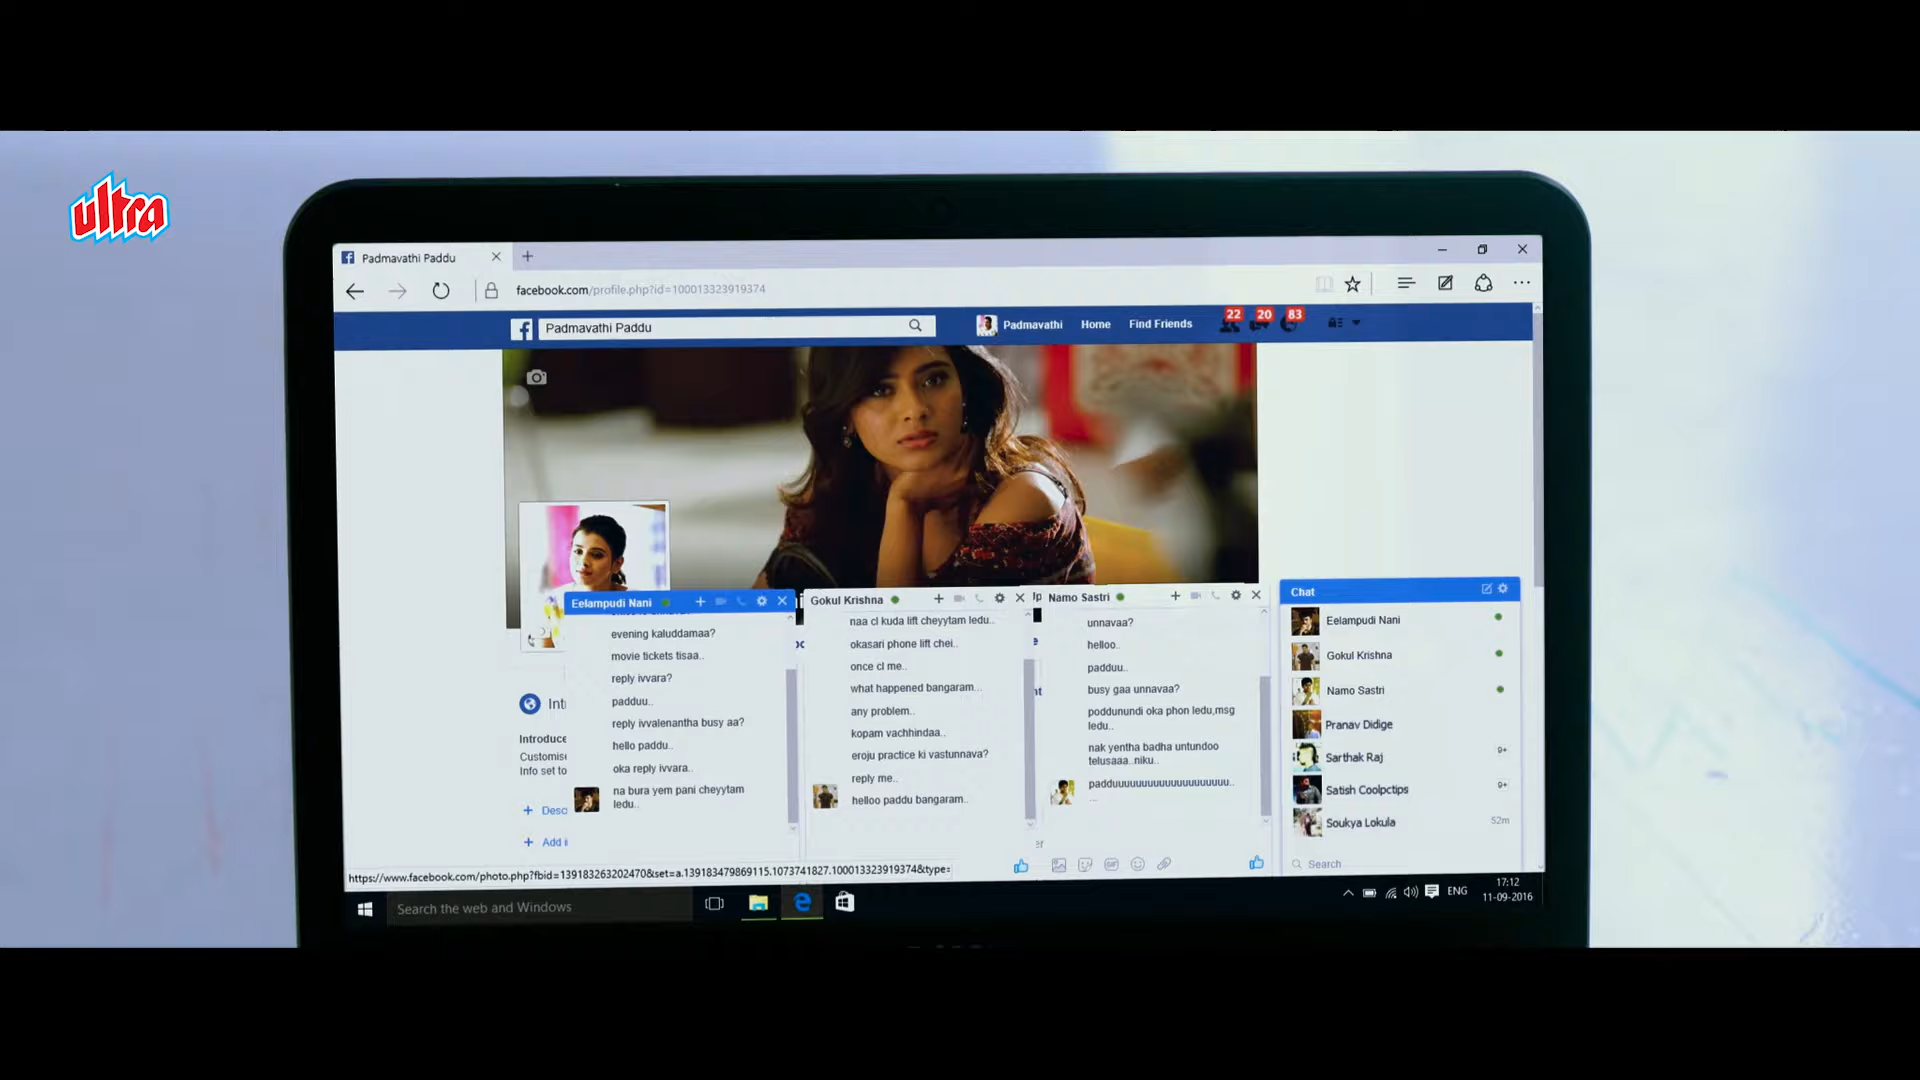 ultra
Padmavathi Paddu
facebook.com/profile.php?id=100013323919374
Padmavathi Paddu
Padmavathi Home Find Friends 22 20 83
Eelampudi Nani
evening kaluddamaa?
movie tickets tisaa..
reply ivvara?
padduu..
reply ivvalenantha busy aa?
hello paddu..
oka reply ivvara..
na bura yem pani cheyytam
ledu..
Gokul Krishna
naa cl kuda lift cheyytam ledu..
okasari phone lift chei..
once cl me..
what happened bangaram...
any problem..
kopam vachhindaa..
eroju practice ki vastunnava?
reply me..
helloo paddu bangaram..
Namo Sastri
unnavaa?
helloo..
padduu..
busy gaa unnavaa?
poddunundi oka phon ledu,msg
ledu..
nak yentha badha untundoo
telusaaa..niku..
padduuuuuuuuuuuuuuuuuuu..
...
Chat
Eelampudi Nani
Gokul Krishna
Namo Sastri
Pranav Didige
Sarthak Raj
Satish Coolpctips
Soukya Lokula 52m
Search
Introduce
Customise
Info set to
+ Desc
+ Add i
https://www.facebook.com/photo.php?fbid=139183263202470&set=a.139183479869115.1073741827.100013323919374&type=
Search the web and Windows
ENG
17:12
11-09-2016